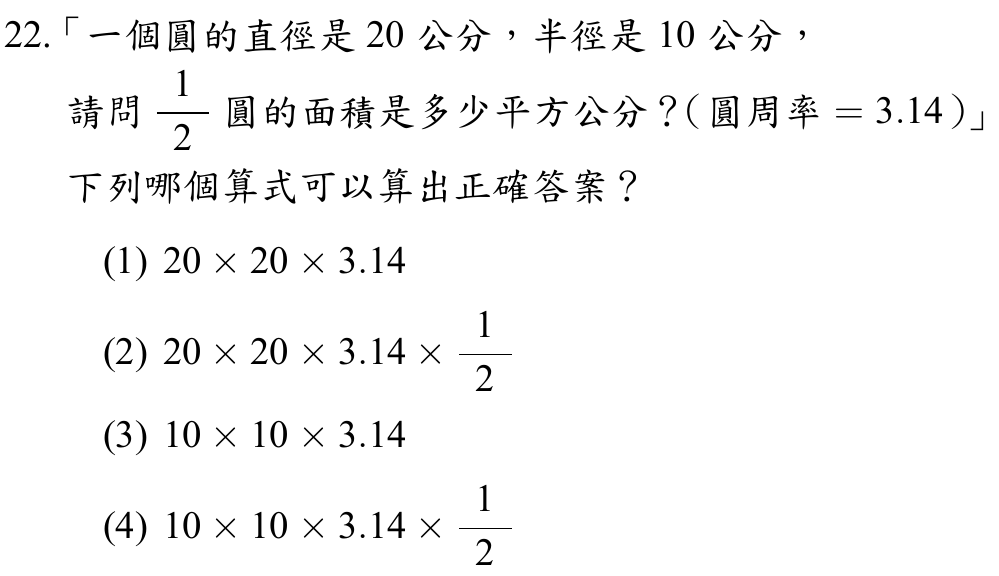 22.「一個圓的直徑是 20 公分，半徑是 10 公分，
請問 1/2 圓的面積是多少平方公分？(圓周率 = 3.14)」
下列哪個算式可以算出正確答案？
(1) 20 × 20 × 3.14
(2) 20 × 20 × 3.14 × 1/2
(3) 10 × 10 × 3.14
(4) 10 × 10 × 3.14 × 1/2